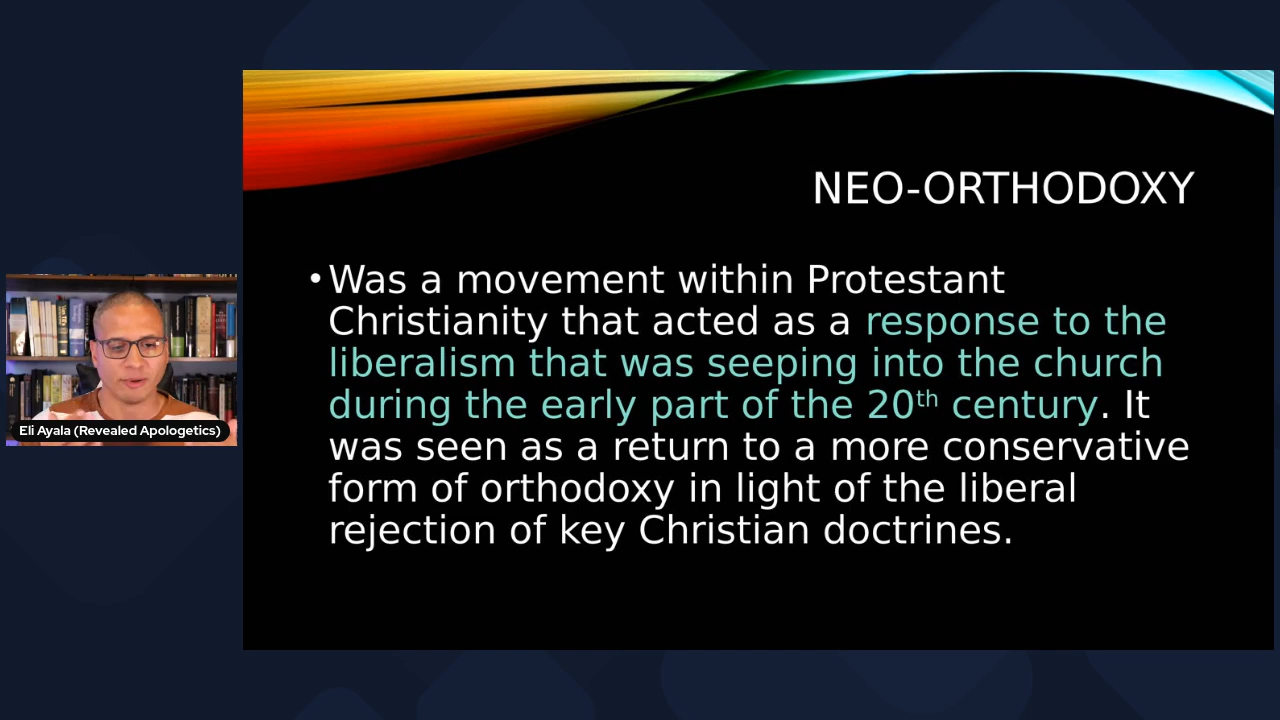 NEO-ORTHODOXY
• Was a movement within Protestant
Christianity that acted as a response to the
liberalism that was seeping into the church
during the early part of the 20th century. It
was seen as a return to a more conservative
form of orthodoxy in light of the liberal
rejection of key Christian doctrines.
Eli Ayala (Revealed Apologetics)